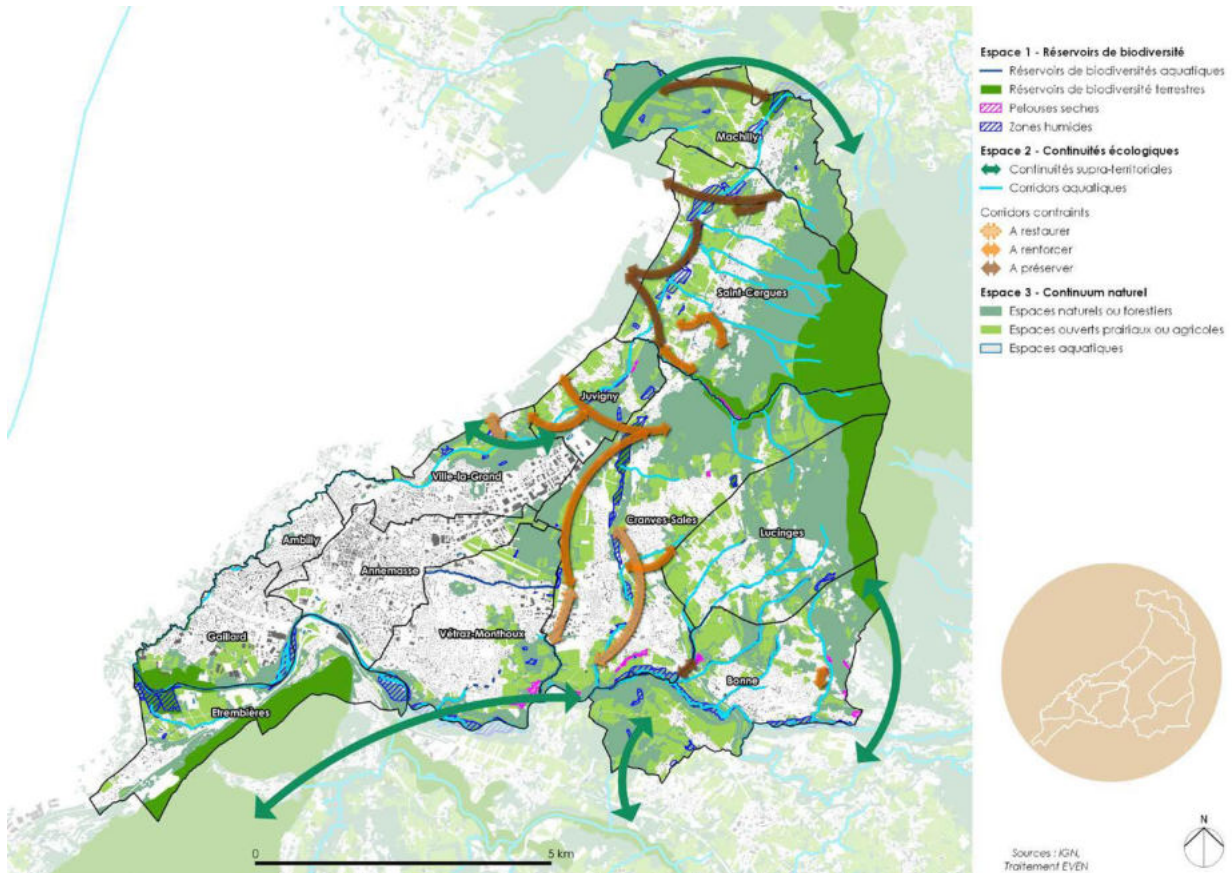 Espace 1 - Réservoirs de biodiversité
Réservoirs de biodiversités aquatiques
Réservoirs de biodiversité terrestres
Pelouses seches
Zones humides
Espace 2 - Continuités écologiques
Continuités supra-territoriales
Corridors aquatiques
Corridors contraints
A restaurer
A renforcer
A préserver
Espace 3 - Continuum naturel
Espaces naturels ou forestiers
Espaces ouverts prairiaux ou agricoles
Espaces aquatiques
Machilly
Saint-Cergues
Juvigny
Ville-la-Grand
Cranves-Sales
Lucinges
Ambilly
Annemasse
Gaillard
Vétraz-Monthoux
Bonne
Etrembières
0 5 km
N
Sources : IGN,
Traitement EVEN